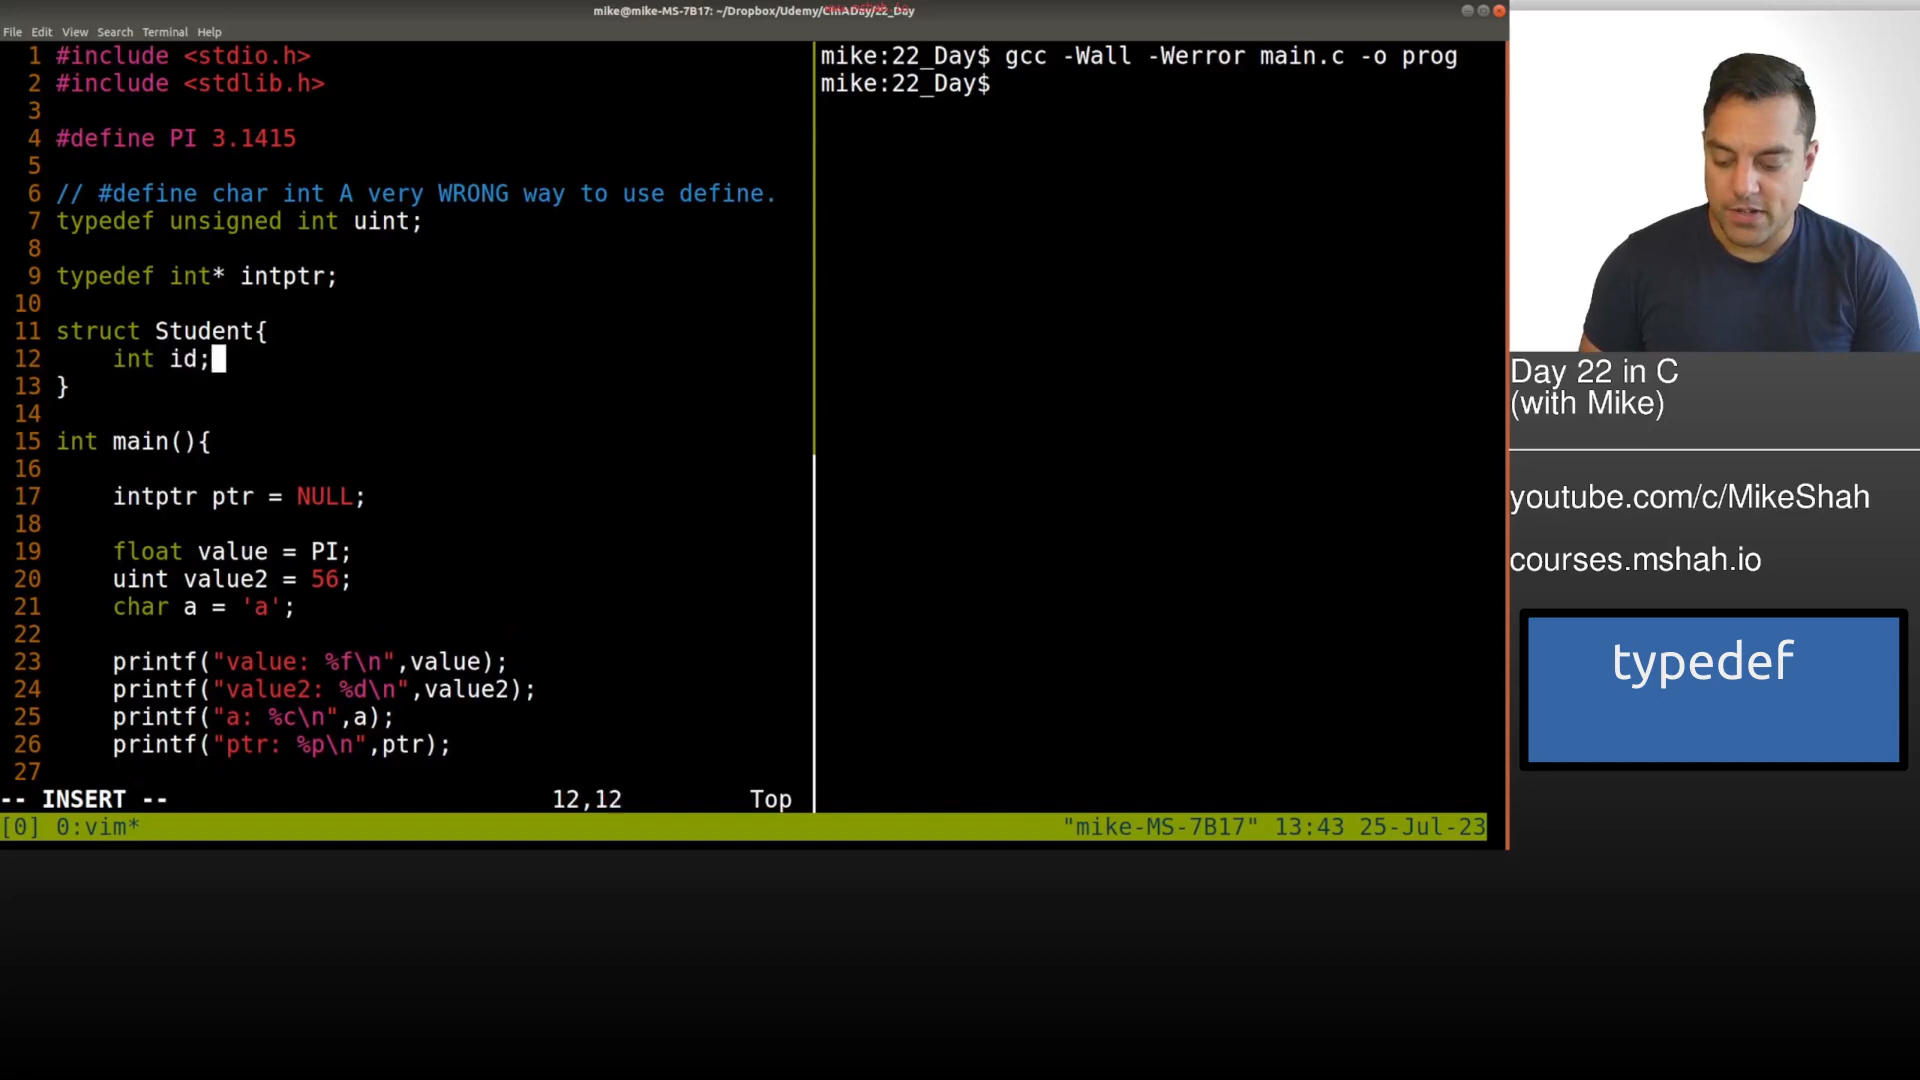 mike@mike-MS-7B17: ~/Dropbox/Udemy/CInADay/22_Day
File Edit View Search Terminal Help
1 #include <stdio.h>
2 #include <stdlib.h>
3
4 #define PI 3.1415
5
6 // #define char int A very WRONG way to use define.
7 typedef unsigned int uint;
8
9 typedef int* intptr;
10
11 struct Student{
12     int id;
13 }
14
15 int main(){
16
17     intptr ptr = NULL;
18
19     float value = PI;
20     uint value2 = 56;
21     char a = 'a';
22
23     printf("value: %f\n",value);
24     printf("value2: %d\n",value2);
25     printf("a: %c\n",a);
26     printf("ptr: %p\n",ptr);
27
-- INSERT -- 12,12 Top
[0] 0:vim* "mike-MS-7B17" 13:43 25-Jul-23
mike:22_Day$ gcc -Wall -Werror main.c -o prog
mike:22_Day$
Day 22 in C
(with Mike)
youtube.com/c/MikeShah
courses.mshah.io
typedef